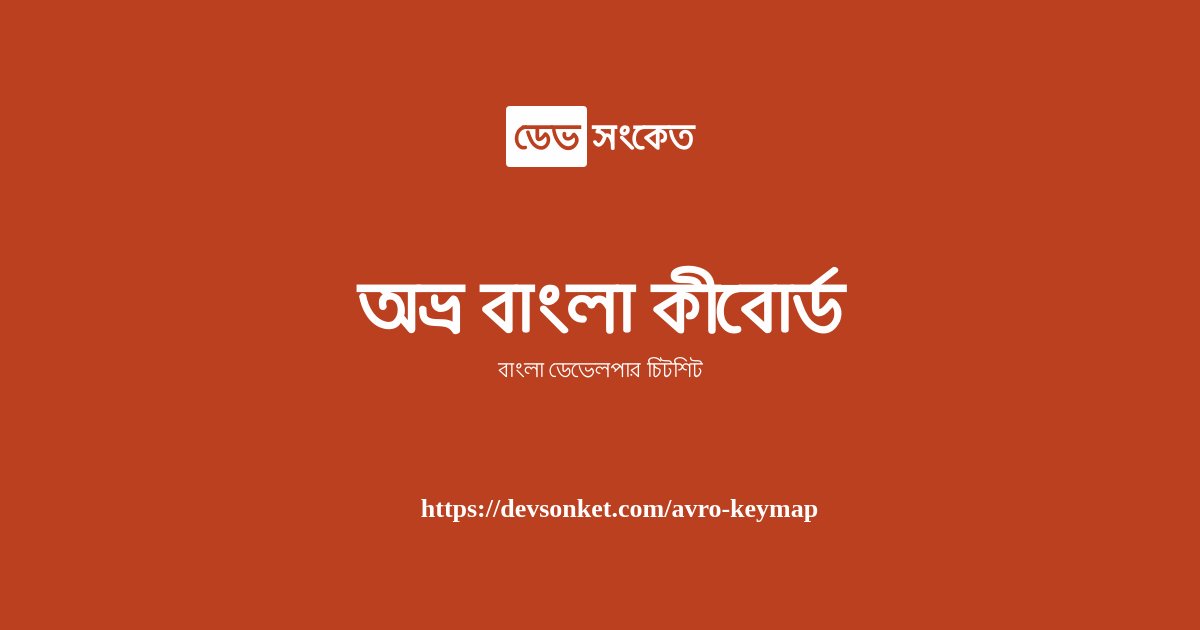 ডেভ সংকেত
অভ্র বাংলা কীবোর্ড
বাংলা ডেভেলপার চিটশিট
https://devsonket.com/avro-keymap